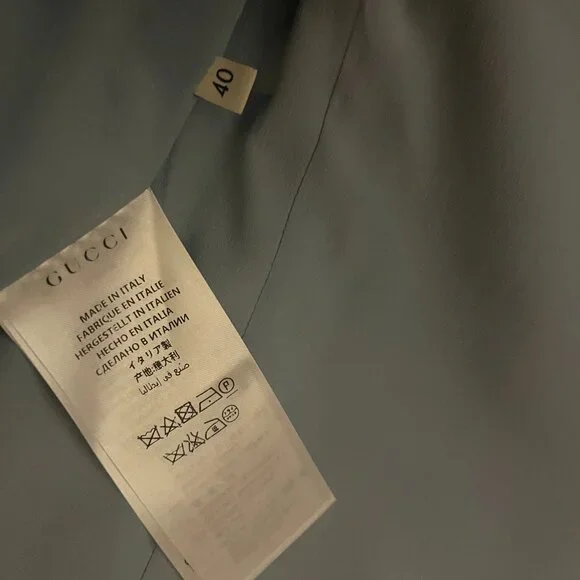 40
GUCCI
MADE IN ITALY
FABRIQUE EN ITALIE
HERGESTELLT IN ITALIEN
HECHO EN ITALIA
СДЕЛАНО В ИТАЛИИ
イタリア製
产地:意大利
صنع في إيطاليا
P